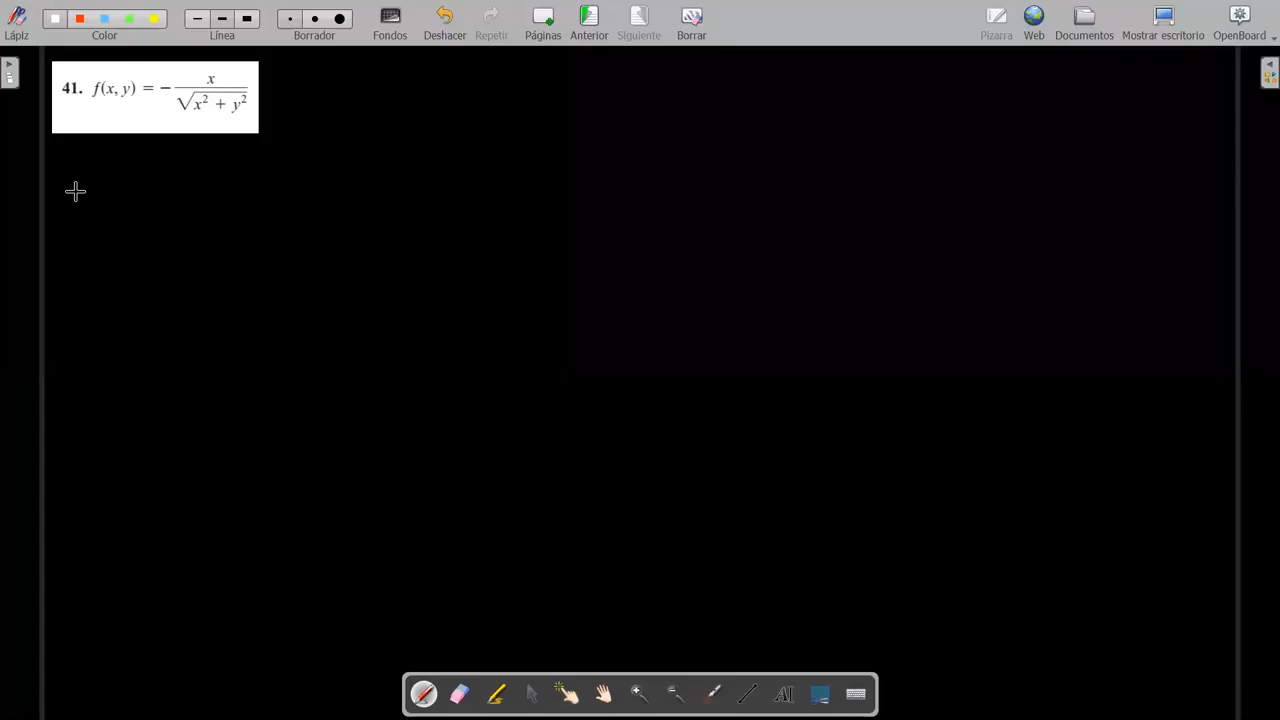 Lápiz Color Línea Borrador Fondos Deshacer Repetir Páginas Anterior Siguiente Borrar Pizarra Web Documentos Mostrar escritorio OpenBoard
41. f(x, y) = − x / √(x² + y²)
AI